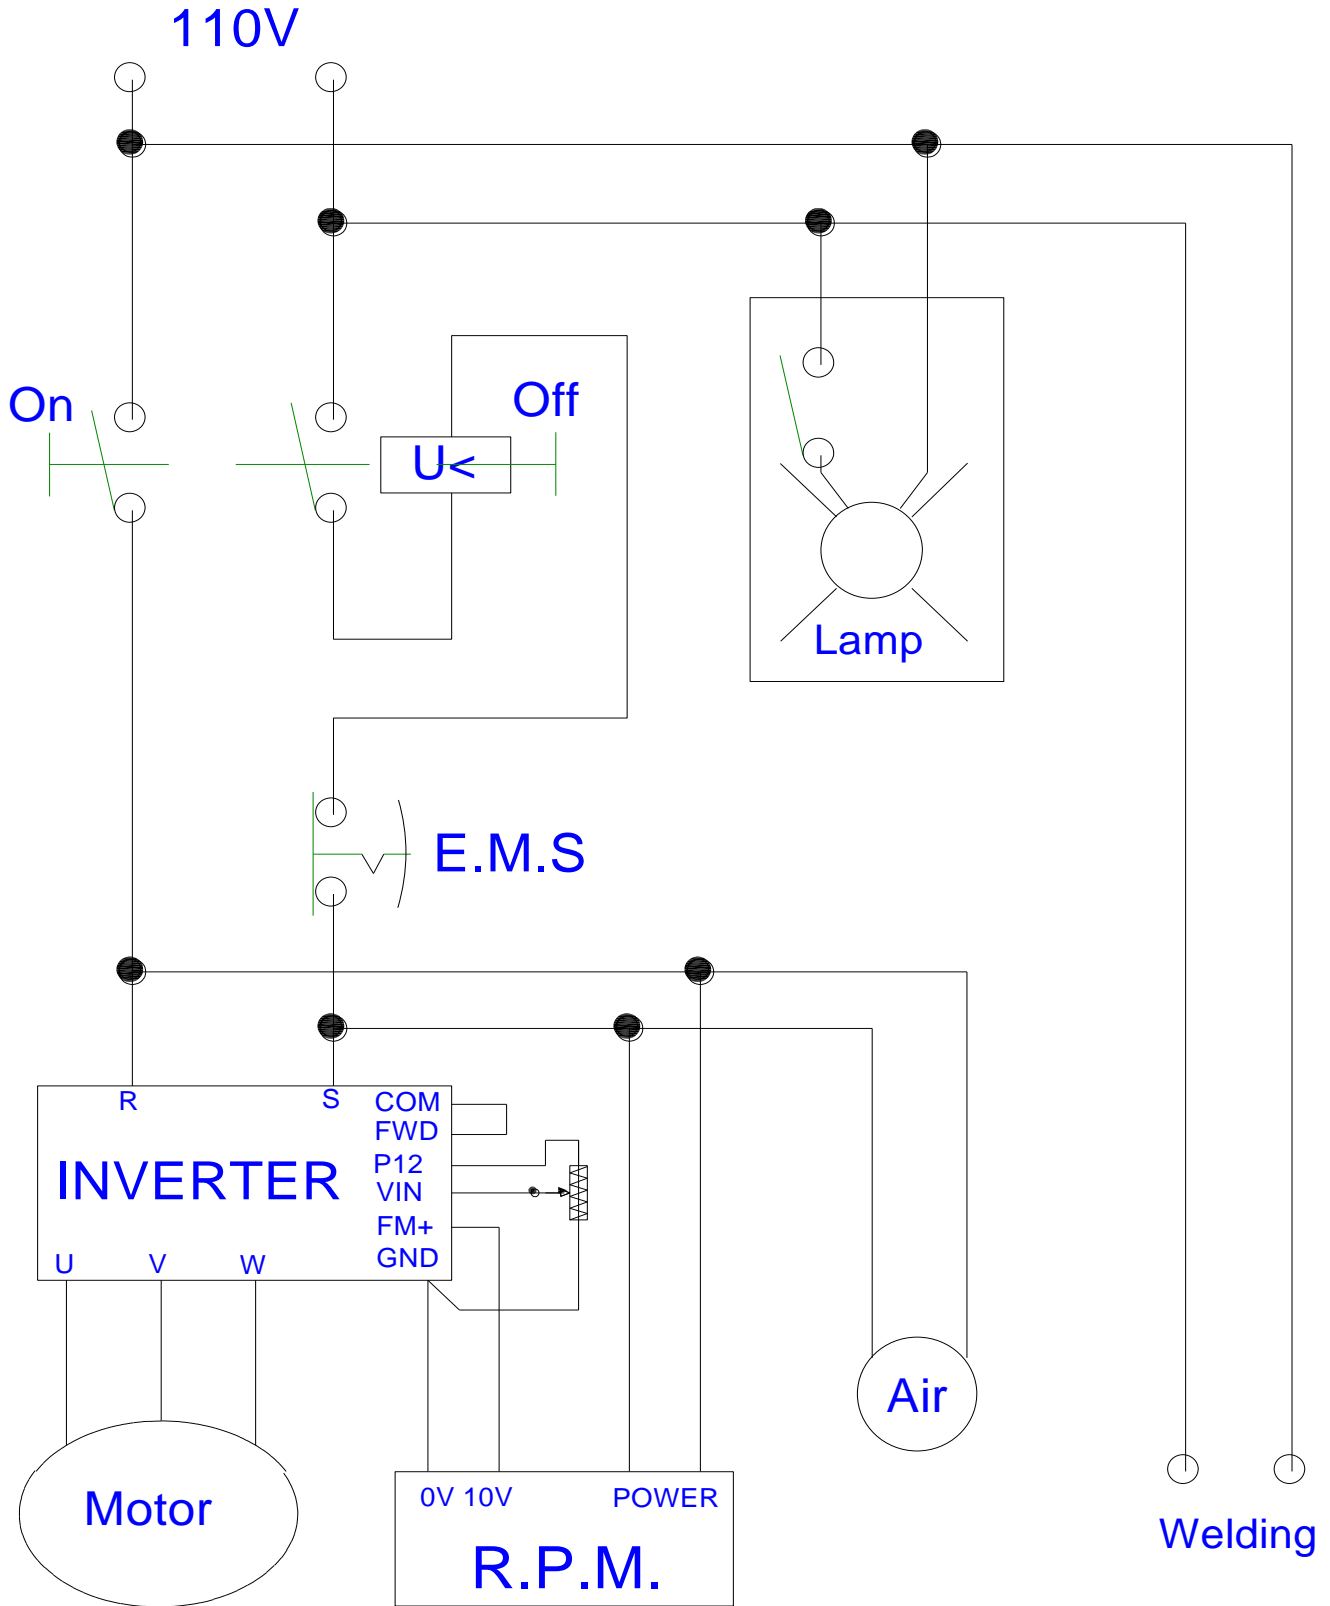 110V
On
Off
U<
Lamp
E.M.S
R
S
COM
FWD
P12
INVERTER
VIN
FM+
GND
U
V
W
Air
Motor
0V 10V
POWER
Welding
R.P.M.